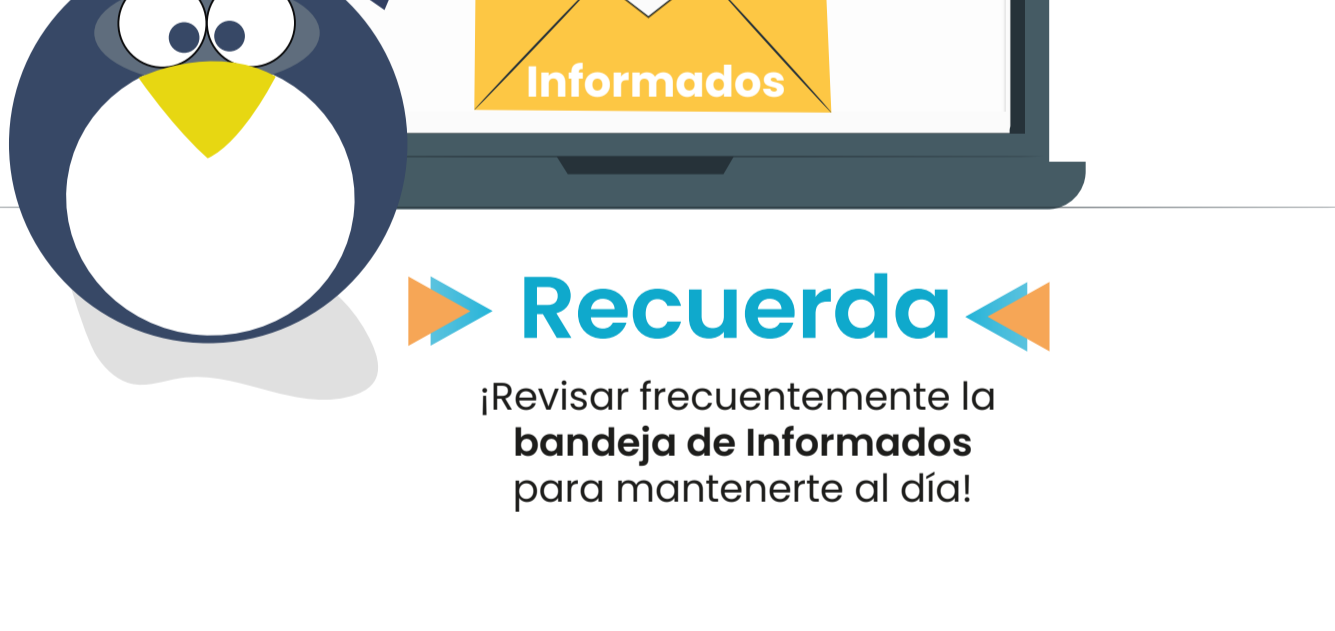 Informados
Recuerda
¡Revisar frecuentemente la
bandeja de Informados
para mantenerte al día!